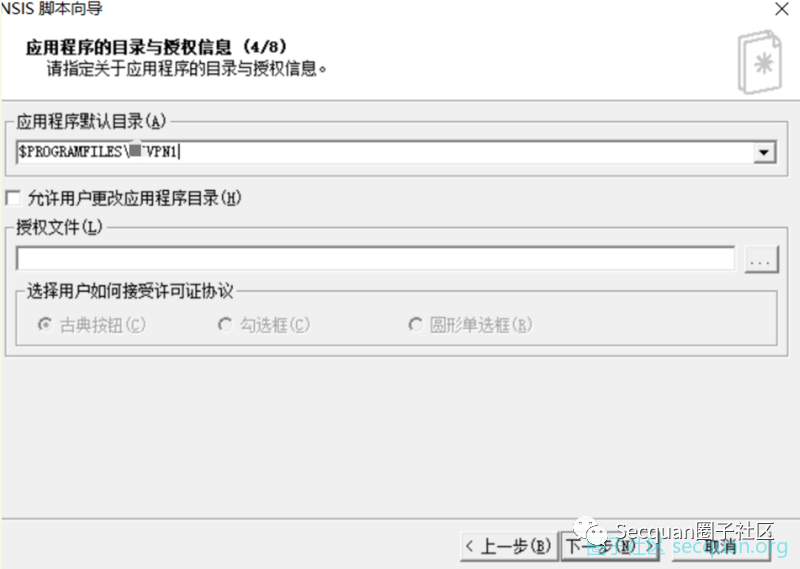 NSIS 脚本向导
应用程序的目录与授权信息 (4/8)
请指定关于应用程序的目录与授权信息。
应用程序默认目录(A)
$PROGRAMFILES\ VPN1
允许用户更改应用程序目录(H)
授权文件(L)
...
选择用户如何接受许可证协议
古典按钮(C) 勾选框(C) 圆形单选框(R)
Secquan圈子社区
< 上一步(B) 下一步(N) > 取消
圈子社区 secquan.org